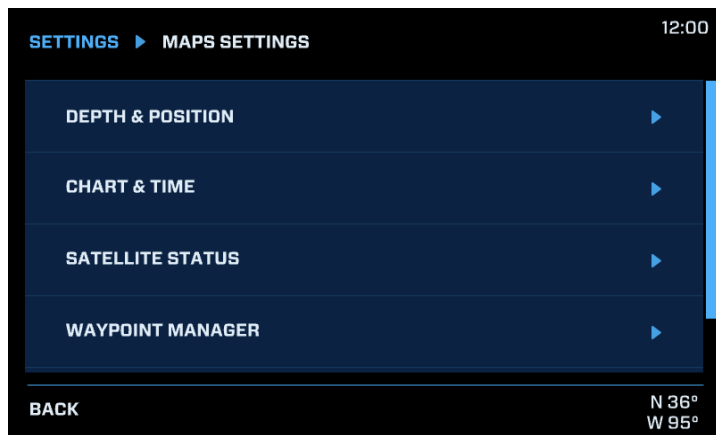 SETTINGS ▶ MAPS SETTINGS
12:00
DEPTH & POSITION
CHART & TIME
SATELLITE STATUS
WAYPOINT MANAGER
BACK
N 36°
W 95°